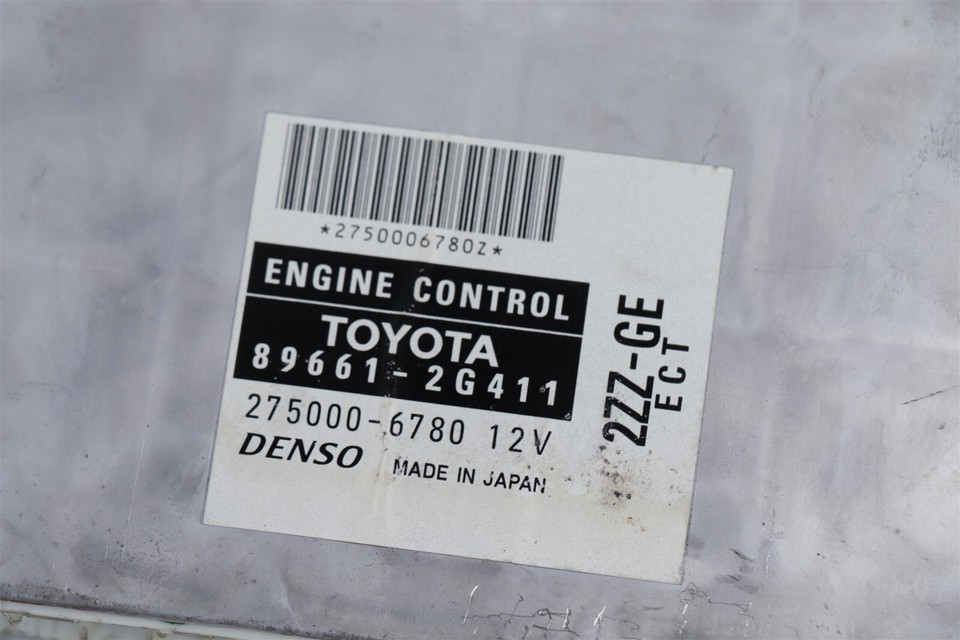 *2750006780Z*
ENGINE CONTROL
TOYOTA
89661-2G411
275000-6780 12V
DENSO MADE IN JAPAN
2ZZ-GE
ECT